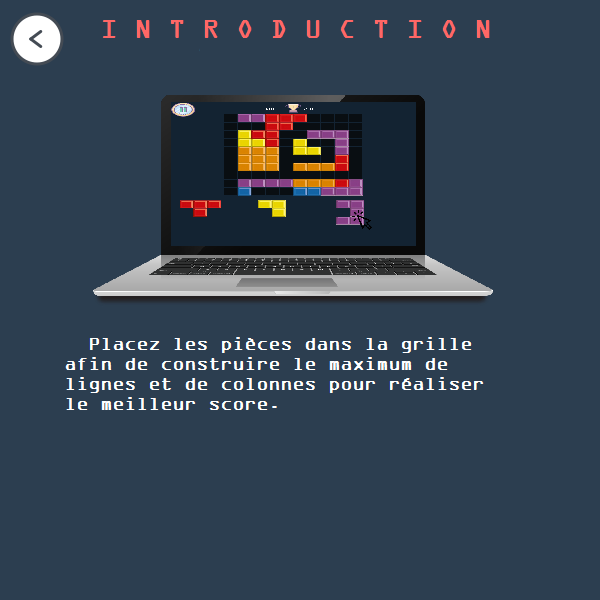 INTRODUCTION
Placez les pièces dans la grille
afin de construire le maximum de
lignes et de colonnes pour réaliser
le meilleur score.